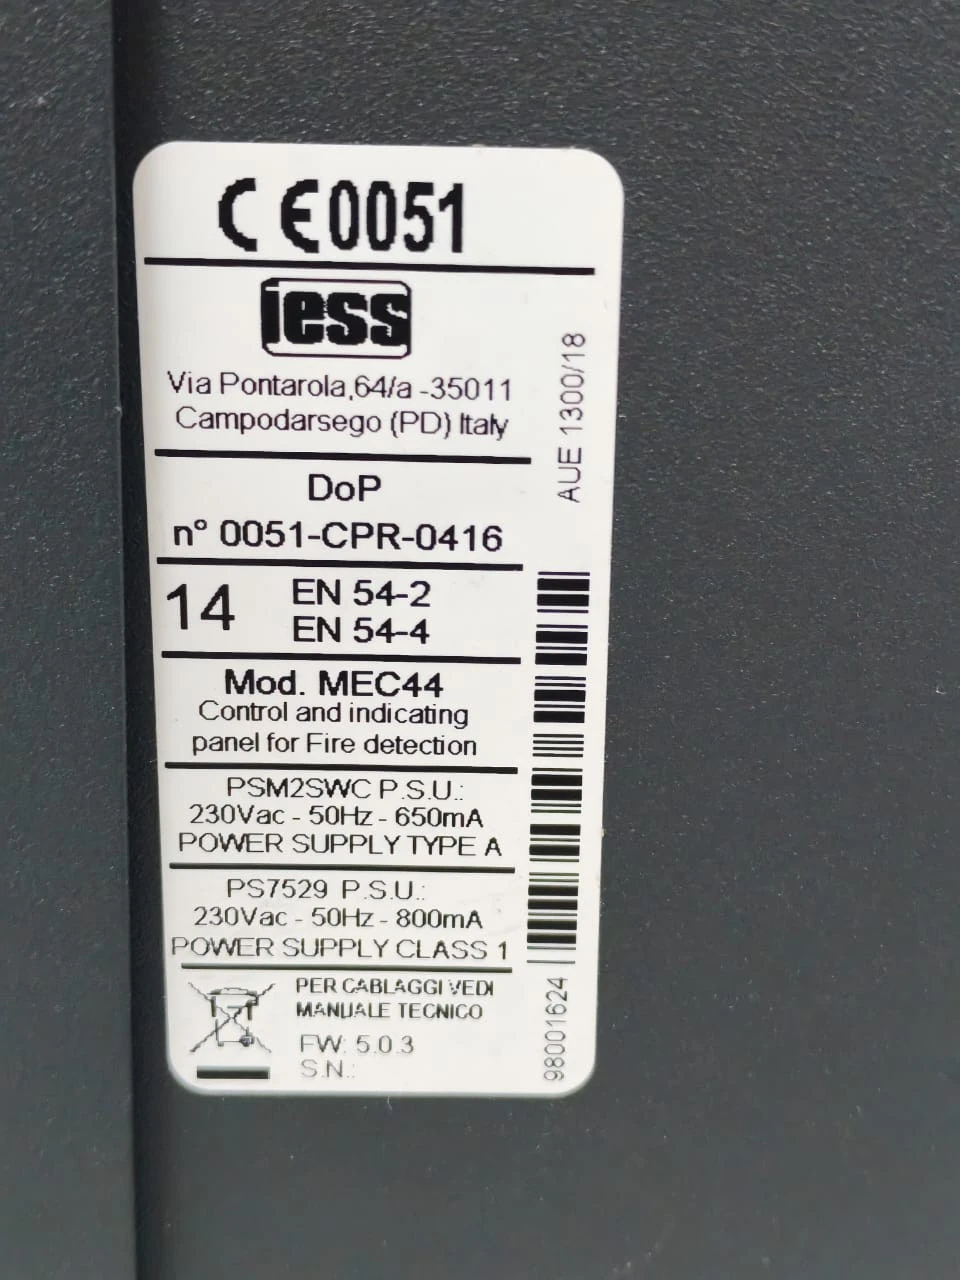 CE0051
iess
Via Pontarola,64/a -35011
Campodarsego (PD) Italy
DoP
n° 0051-CPR-0416
14
EN 54-2
EN 54-4
Mod. MEC44
Control and indicating
panel for Fire detection
PSM2SWC P.S.U.:
230Vac - 50Hz - 650mA
POWER SUPPLY TYPE A
PS7529 P.S.U.:
230Vac - 50Hz - 800mA
POWER SUPPLY CLASS 1
PER CABLAGGI VEDI
MANUALE TECNICO
FW: 5.0.3
S.N.:
AUE 1300/18
98001624